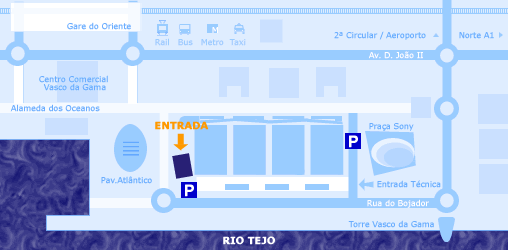 Gare do Oriente
Rail Bus Metro Taxi
2ª Circular / Aeroporto
Norte A1
Av. D. João II
Centro Comercial
Vasco da Gama
Alameda dos Oceanos
ENTRADA
Praça Sony
P
Pav.Atlântico
P
Entrada Técnica
Rua do Bojador
Torre Vasco da Gama
RIO TEJO